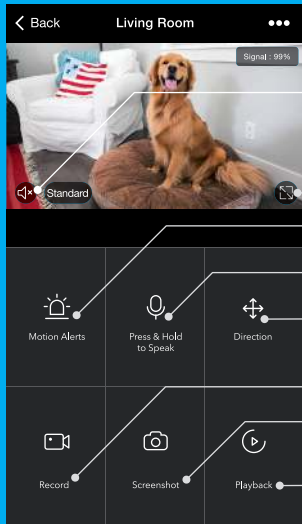 Back
Living Room
Signal : 99%
Standard
Motion Alerts
Press & Hold
to Speak
Direction
Record
Screenshot
Playback